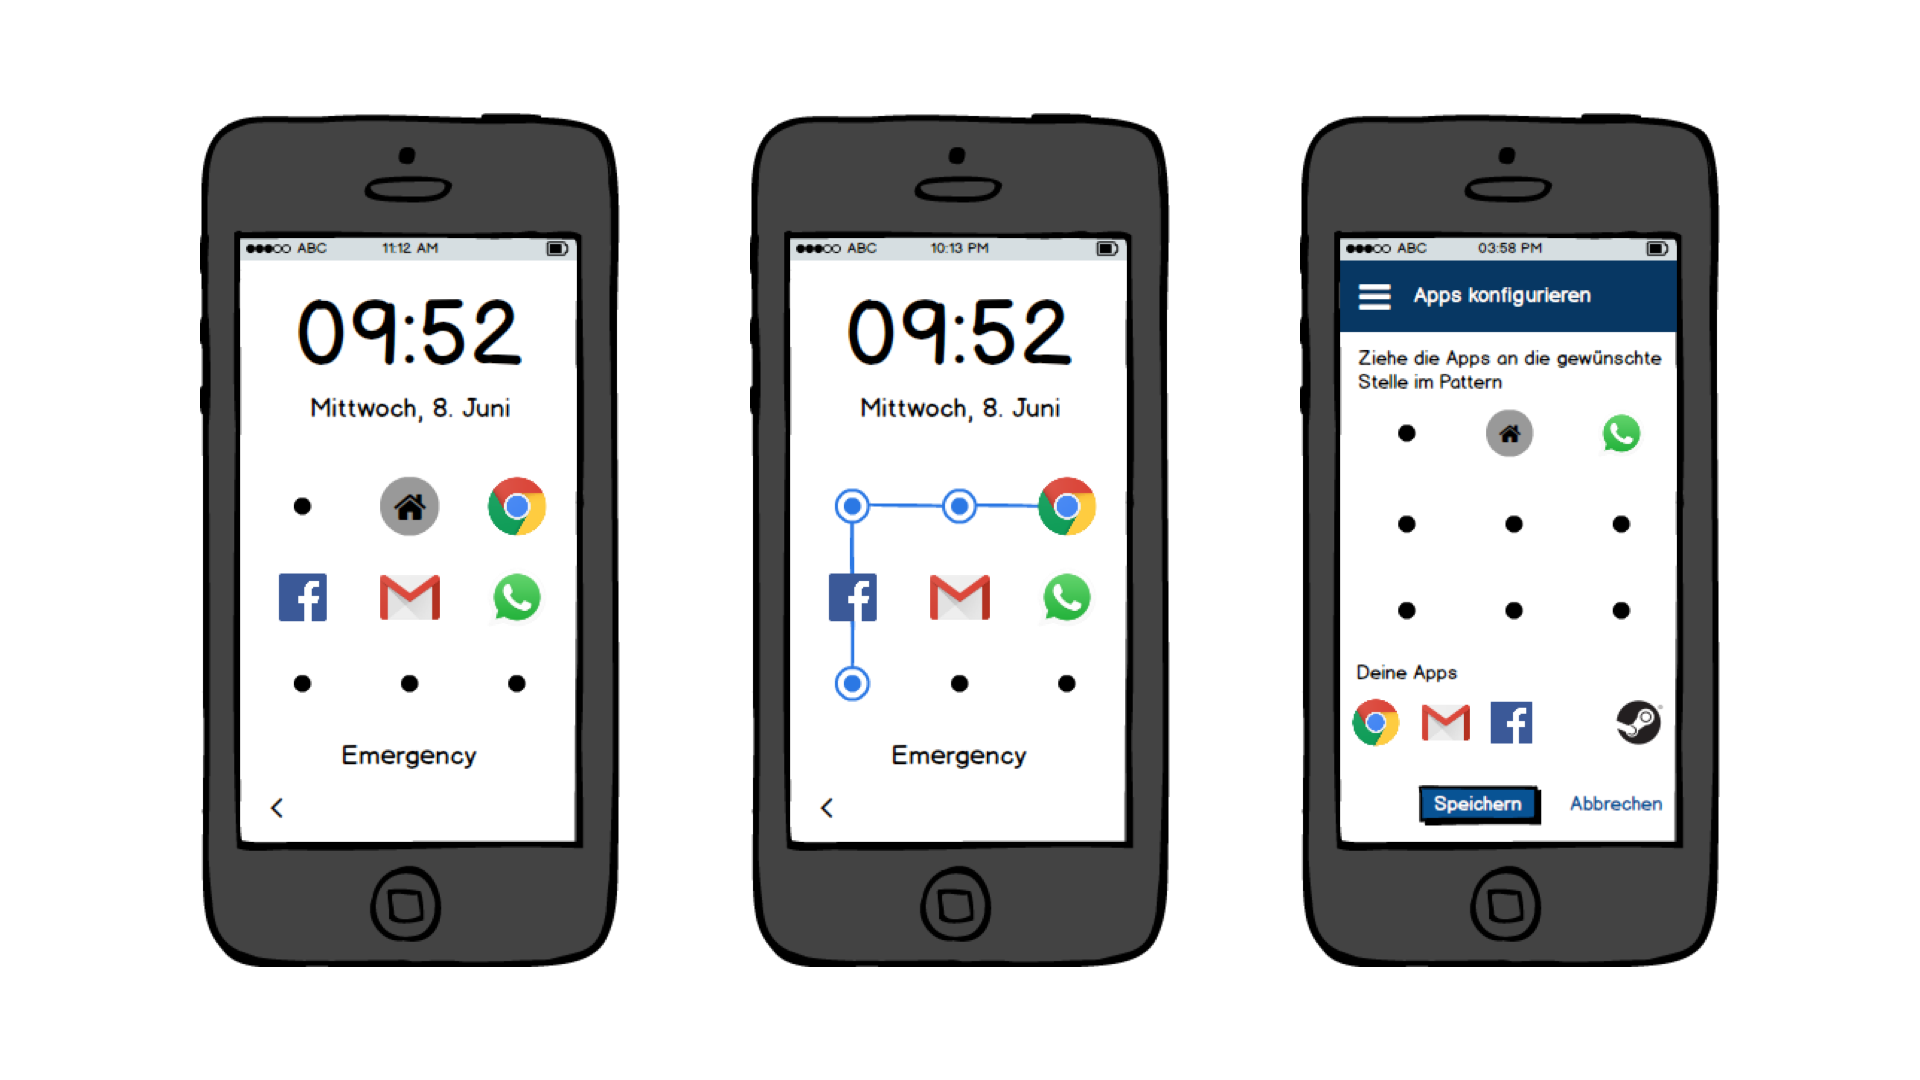 ABC 11:12 AM
09:52
Mittwoch, 8. Juni
Emergency
ABC 10:13 PM
09:52
Mittwoch, 8. Juni
Emergency
ABC 03:58 PM
Apps konfigurieren
Ziehe die Apps an die gewünschte
Stelle im Pattern
Deine Apps
Speichern Abbrechen